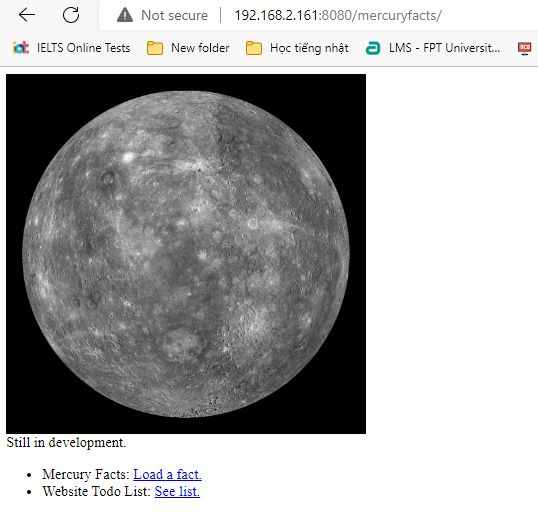 Not secure | 192.168.2.161:8080/mercuryfacts/
IELTS Online Tests New folder Học tiếng nhật LMS - FPT Universit...
Still in development.
Mercury Facts: Load a fact.
Website Todo List: See list.